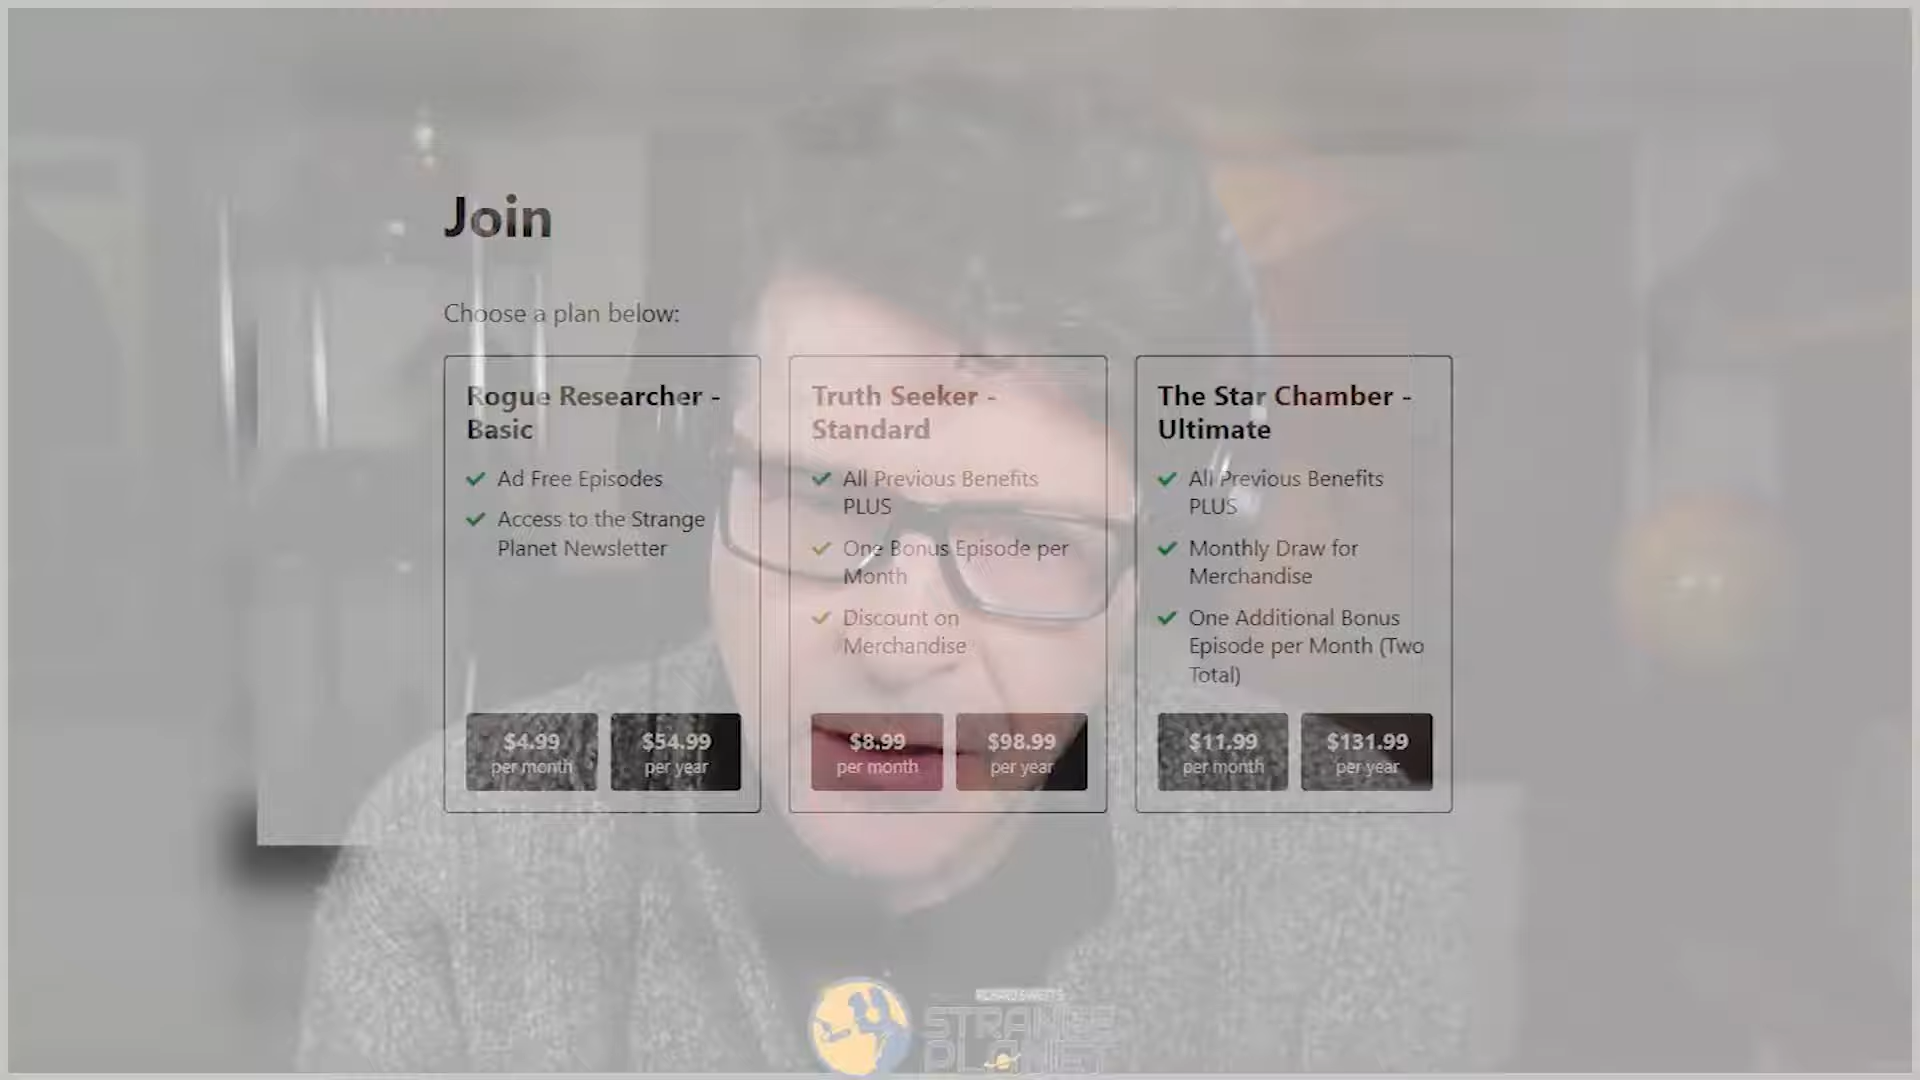 Join
Choose a plan below:
Rogue Researcher -
Basic
Ad Free Episodes
Access to the Strange
Planet Newsletter
$4.99
per month
$54.99
per year
Truth Seeker -
Standard
All Previous Benefits
PLUS
One Bonus Episode per
Month
Discount on
Merchandise
$8.99
per month
$98.99
per year
The Star Chamber -
Ultimate
All Previous Benefits
PLUS
Monthly Draw for
Merchandise
One Additional Bonus
Episode per Month (Two
Total)
$11.99
per month
$131.99
per year
STRANGE
PLANET